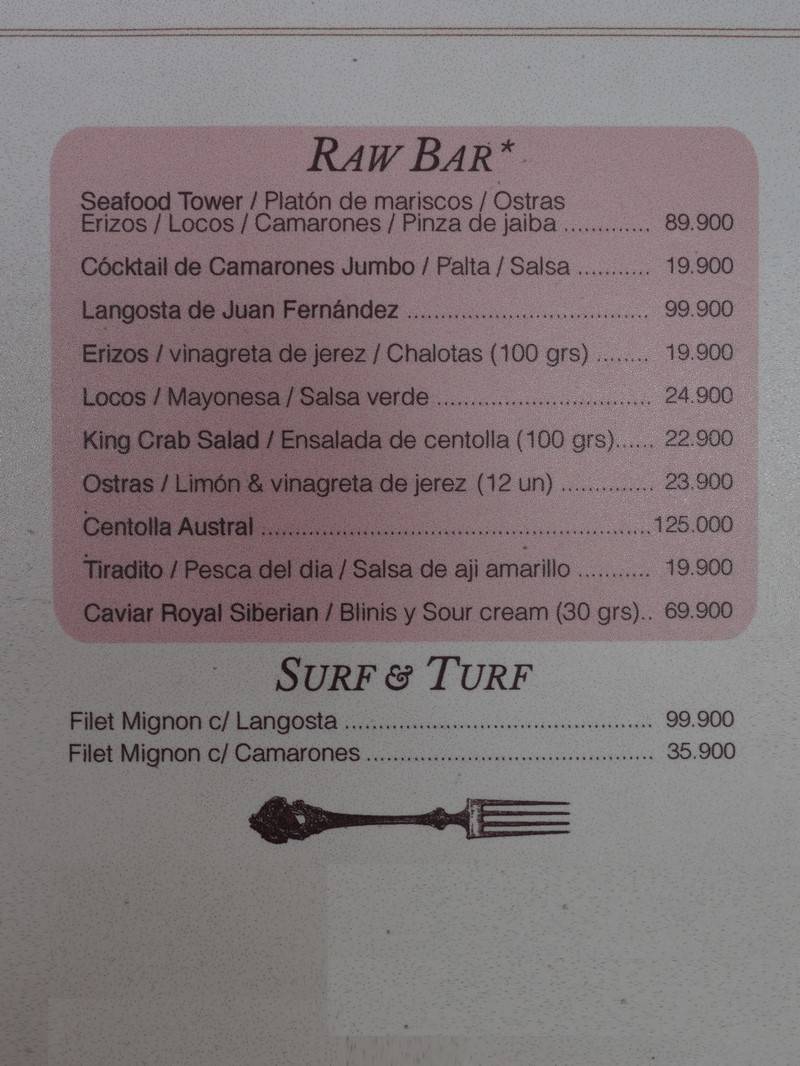 RAW BAR*
Seafood Tower / Platón de mariscos / Ostras
Erizos / Locos / Camarones / Pinza de jaiba ............. 89.900
Cócktail de Camarones Jumbo / Palta / Salsa ........... 19.900
Langosta de Juan Fernández ................................... 99.900
Erizos / vinagreta de jerez / Chalotas (100 grs) ........ 19.900
Locos / Mayonesa / Salsa verde ............................... 24.900
King Crab Salad / Ensalada de centolla (100 grs)...... 22.900
Ostras / Limón & vinagreta de jerez (12 un) .............. 23.900
Centolla Austral .........................................................125.000
Tiradito / Pesca del dia / Salsa de aji amarillo ........... 19.900
Caviar Royal Siberian / Blinis y Sour cream (30 grs).. 69.900
SURF & TURF
Filet Mignon c/ Langosta ............................................. 99.900
Filet Mignon c/ Camarones .......................................... 35.900